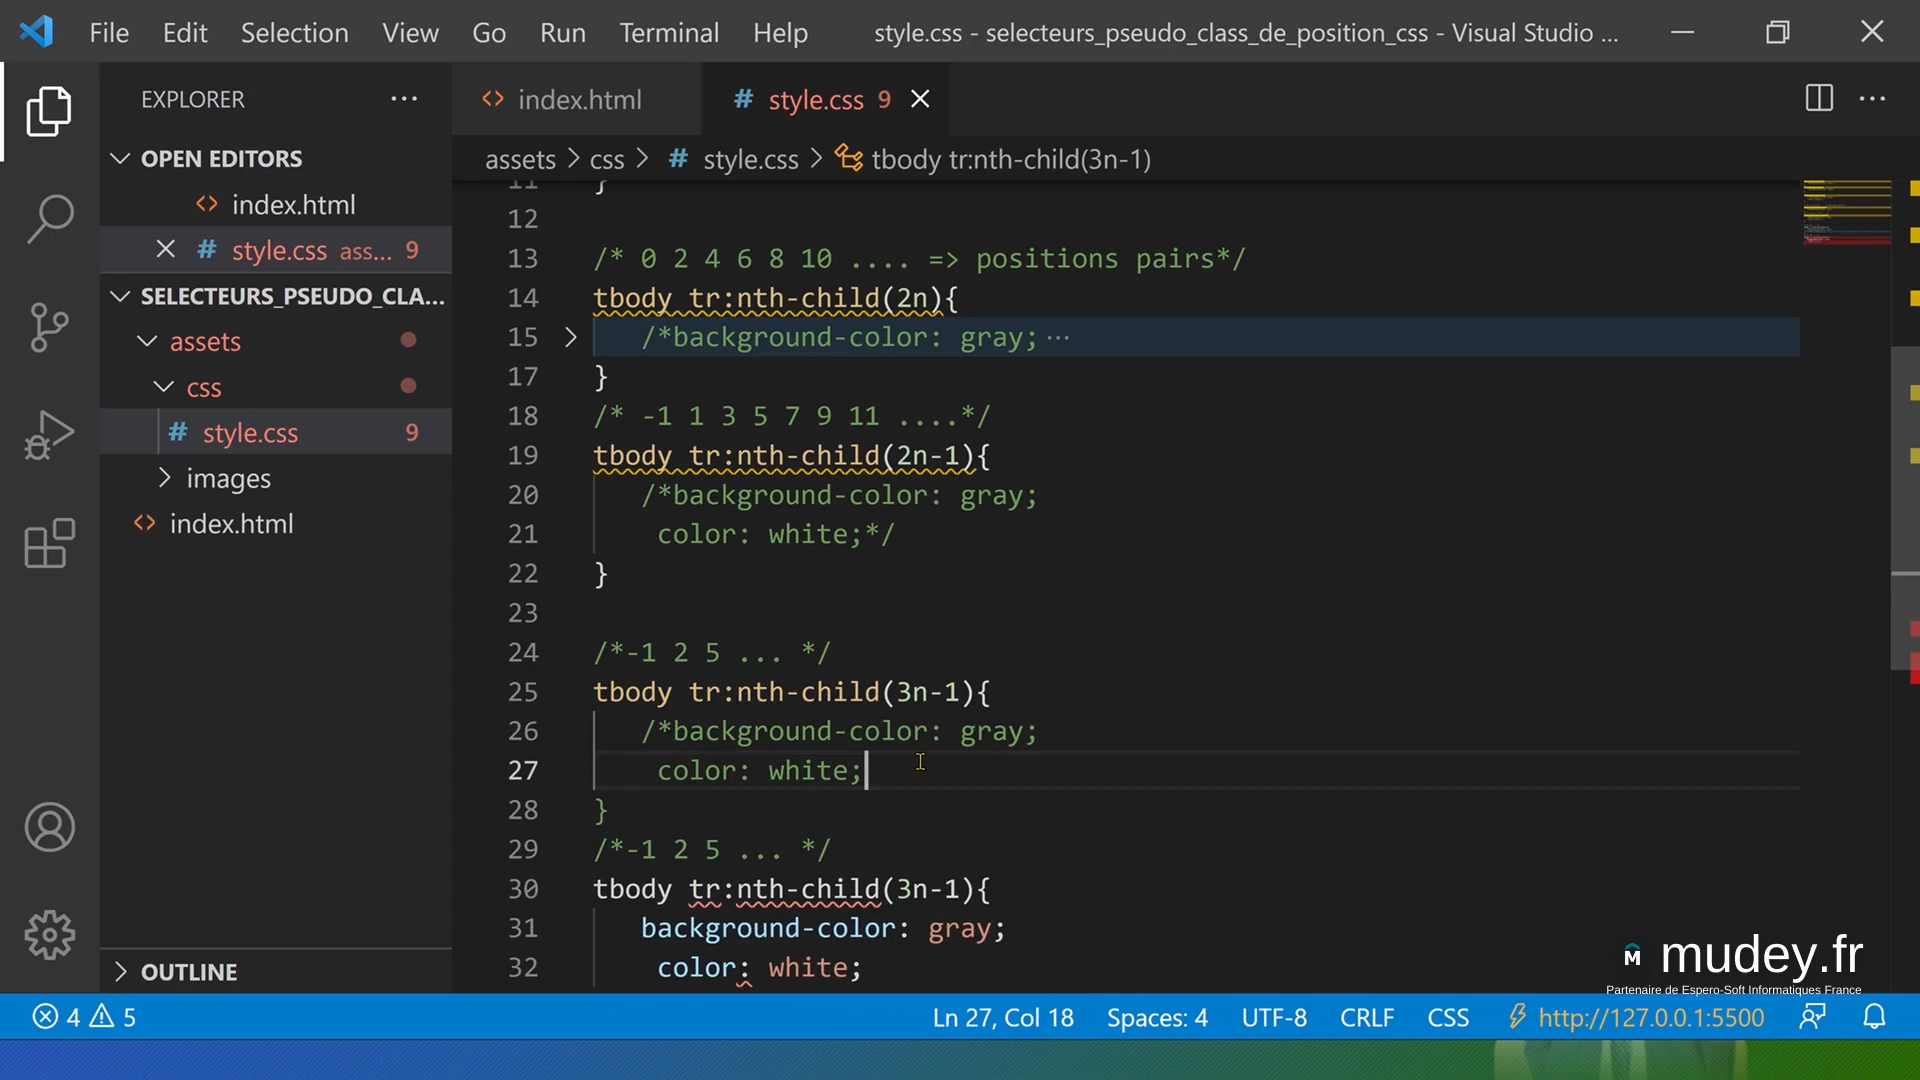 File Edit Selection View Go Run Terminal Help style.css - selecteurs_pseudo_class_de_position_css - Visual Studio ...
EXPLORER ...
index.html
# style.css 9
OPEN EDITORS
index.html
# style.css ass... 9
SELECTEURS_PSEUDO_CLA...
assets
css
# style.css 9
images
index.html
OUTLINE
assets > css > # style.css > tbody tr:nth-child(3n-1)
11 }
12
13 /* 0 2 4 6 8 10 .... => positions pairs*/
14 tbody tr:nth-child(2n){
15 /*background-color: gray; ...
17 }
18 /* -1 1 3 5 7 9 11 ....*/
19 tbody tr:nth-child(2n-1){
20 /*background-color: gray;
21 color: white;*/
22 }
23
24 /*-1 2 5 ... */
25 tbody tr:nth-child(3n-1){
26 /*background-color: gray;
27 color: white;
28 }
29 /*-1 2 5 ... */
30 tbody tr:nth-child(3n-1){
31 background-color: gray;
32 color: white;
M mudey.fr
Partenaire de Espero-Soft Informatiques France
4 5 Ln 27, Col 18 Spaces: 4 UTF-8 CRLF CSS http://127.0.0.1:5500